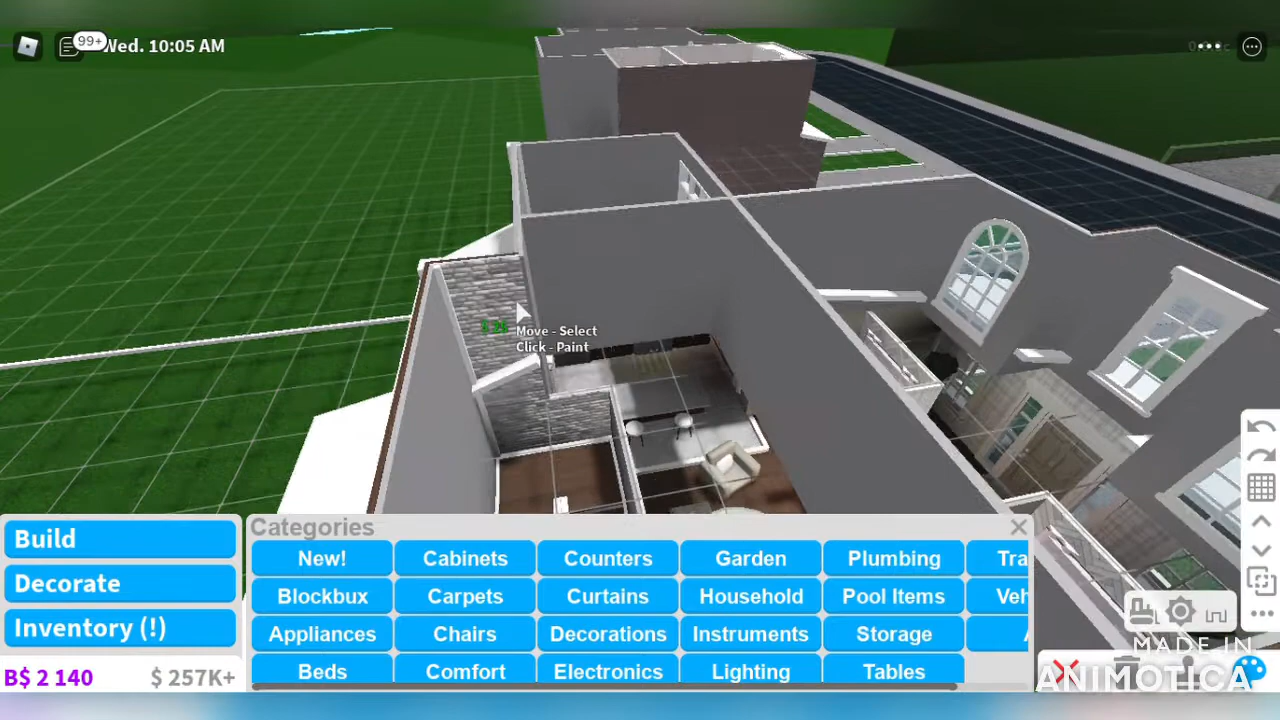 99+
Wed. 10:05 AM
Move - Select
Click - Paint
Build
Decorate
Inventory (!)
B$ 2 140
$ 257K+
Categories
New!
Cabinets
Counters
Garden
Plumbing
Tra
Blockbux
Carpets
Curtains
Household
Pool Items
Veh
Appliances
Chairs
Decorations
Instruments
Storage
Beds
Comfort
Electronics
Lighting
Tables
MADE IN
ANIMOTICA